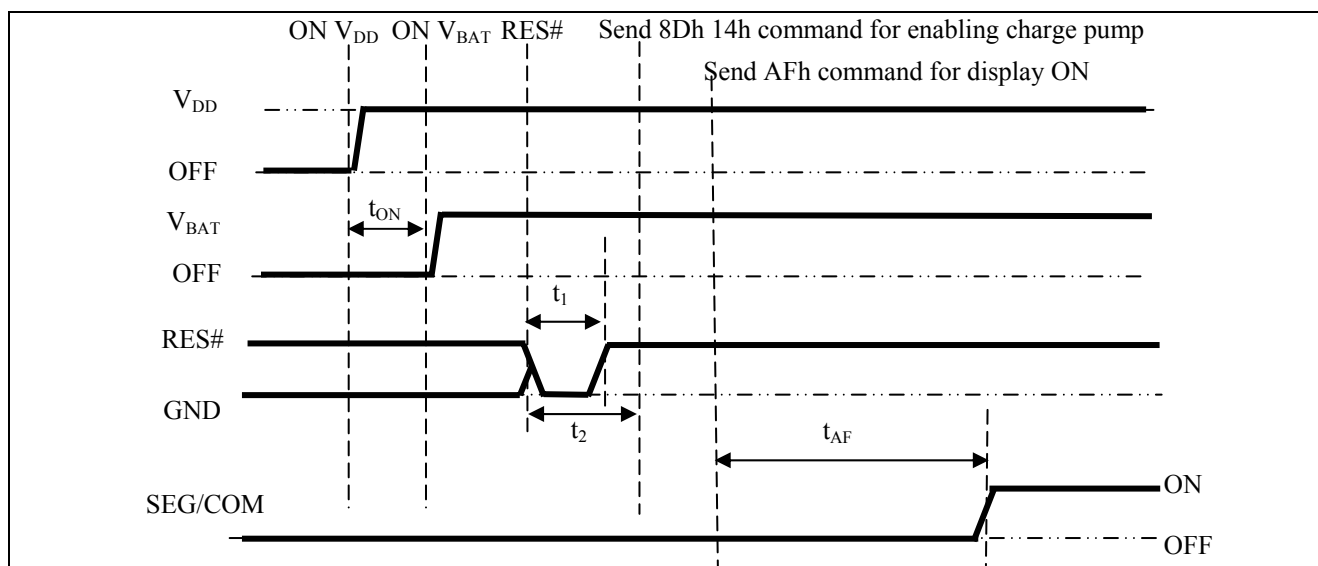 ON VDD ON VBAT RES# Send 8Dh 14h command for enabling charge pump
Send AFh command for display ON
VDD
OFF
tON
VBAT
OFF
t1
RES#
GND
t2
tAF
SEG/COM
ON
OFF